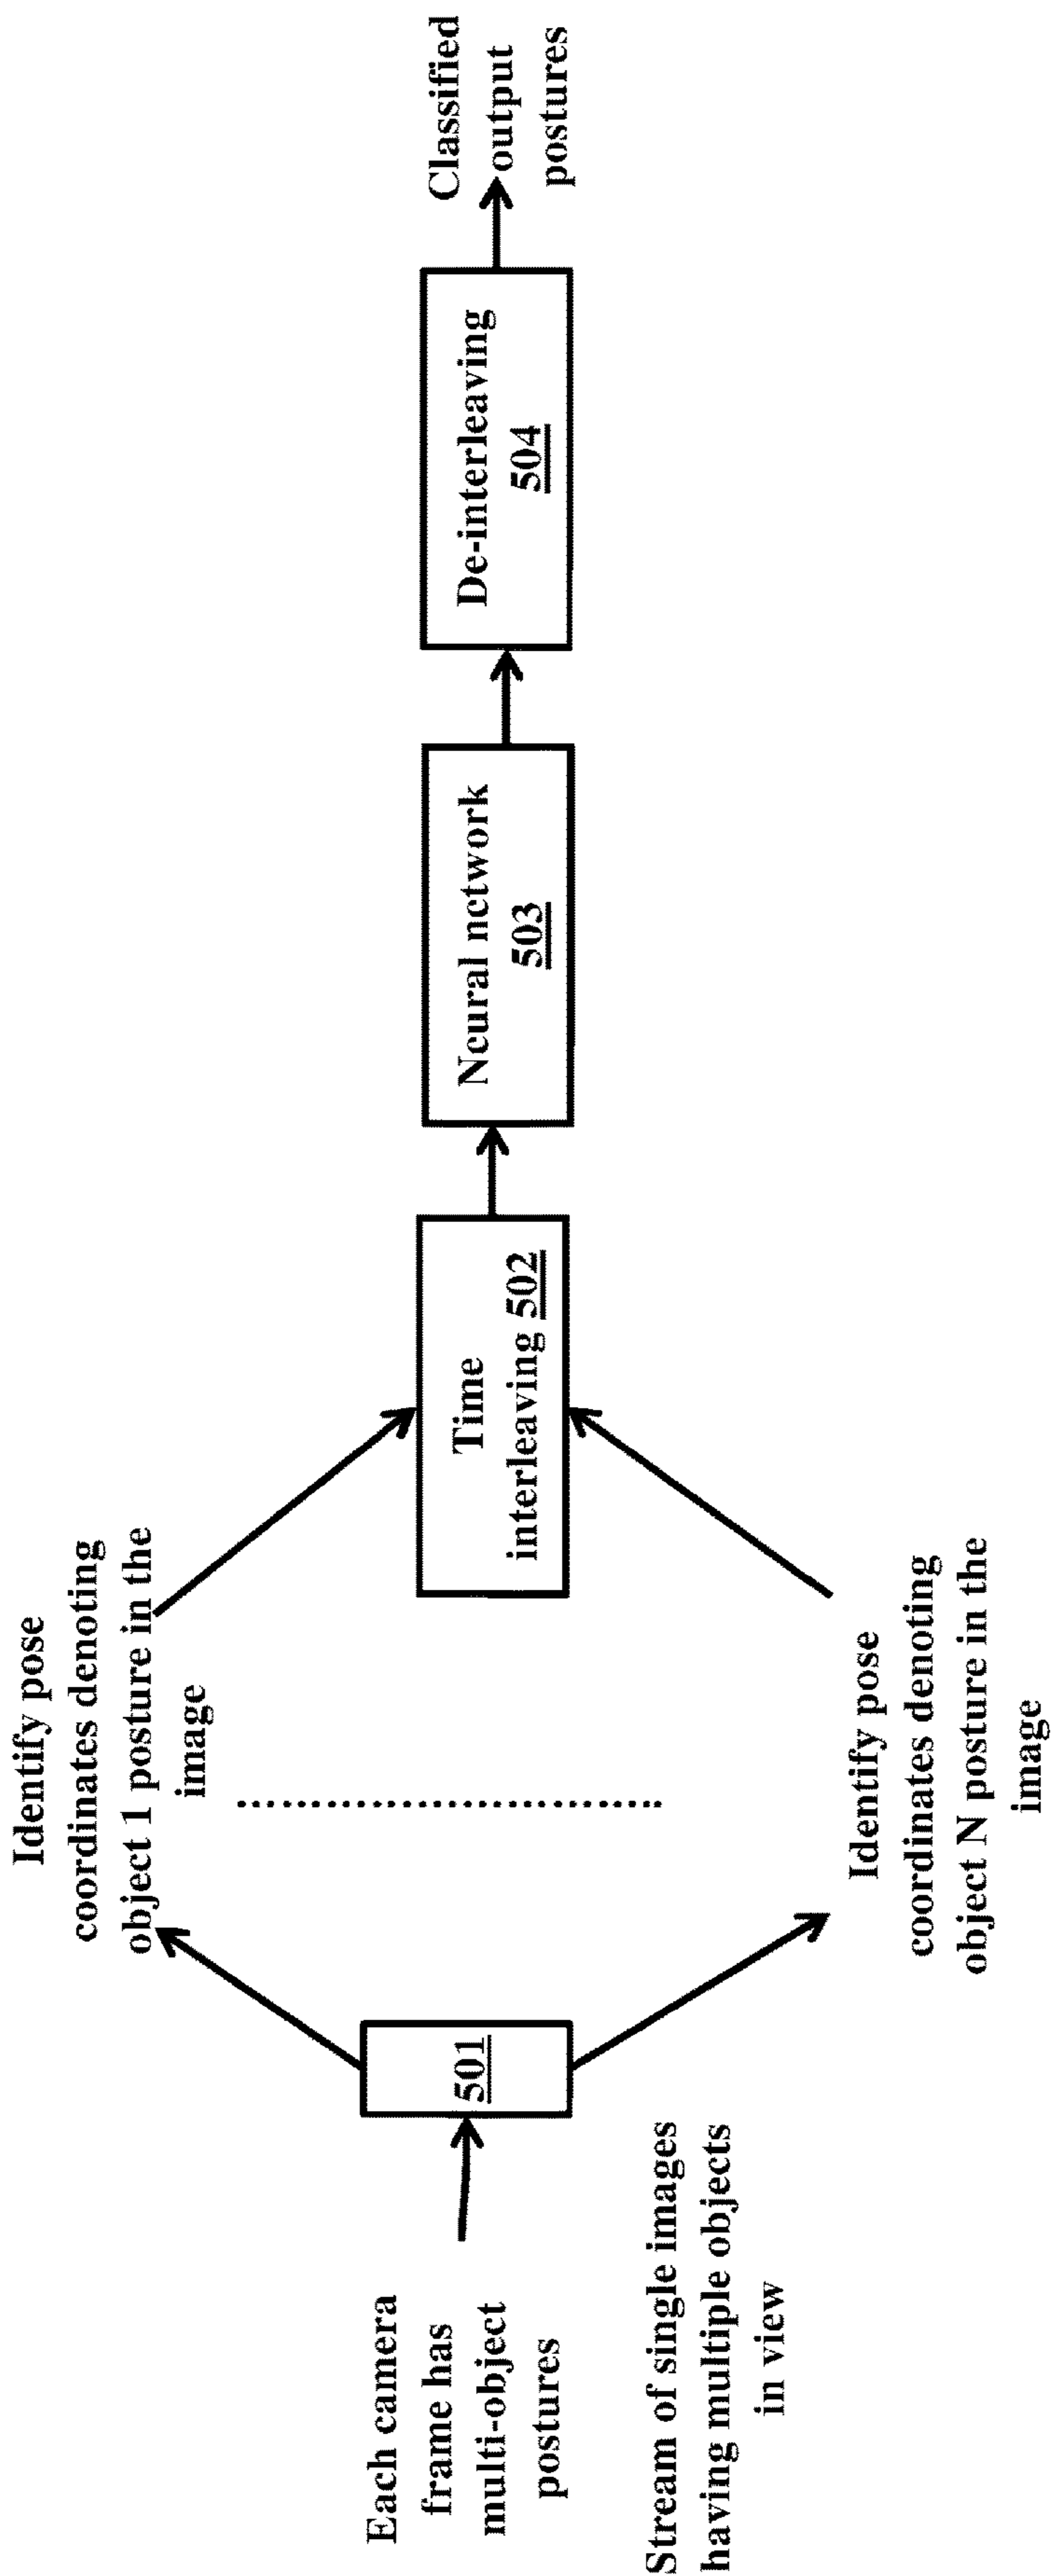 Each camera
frame has
multi-object
postures
Stream of single images
having multiple objects
in view
501
Identify pose
coordinates denoting
object 1 posture in the
image
Identify pose
coordinates denoting
object N posture in the
image
Time
interleaving 502
Neural network
503
De-interleaving
504
Classified
output
postures